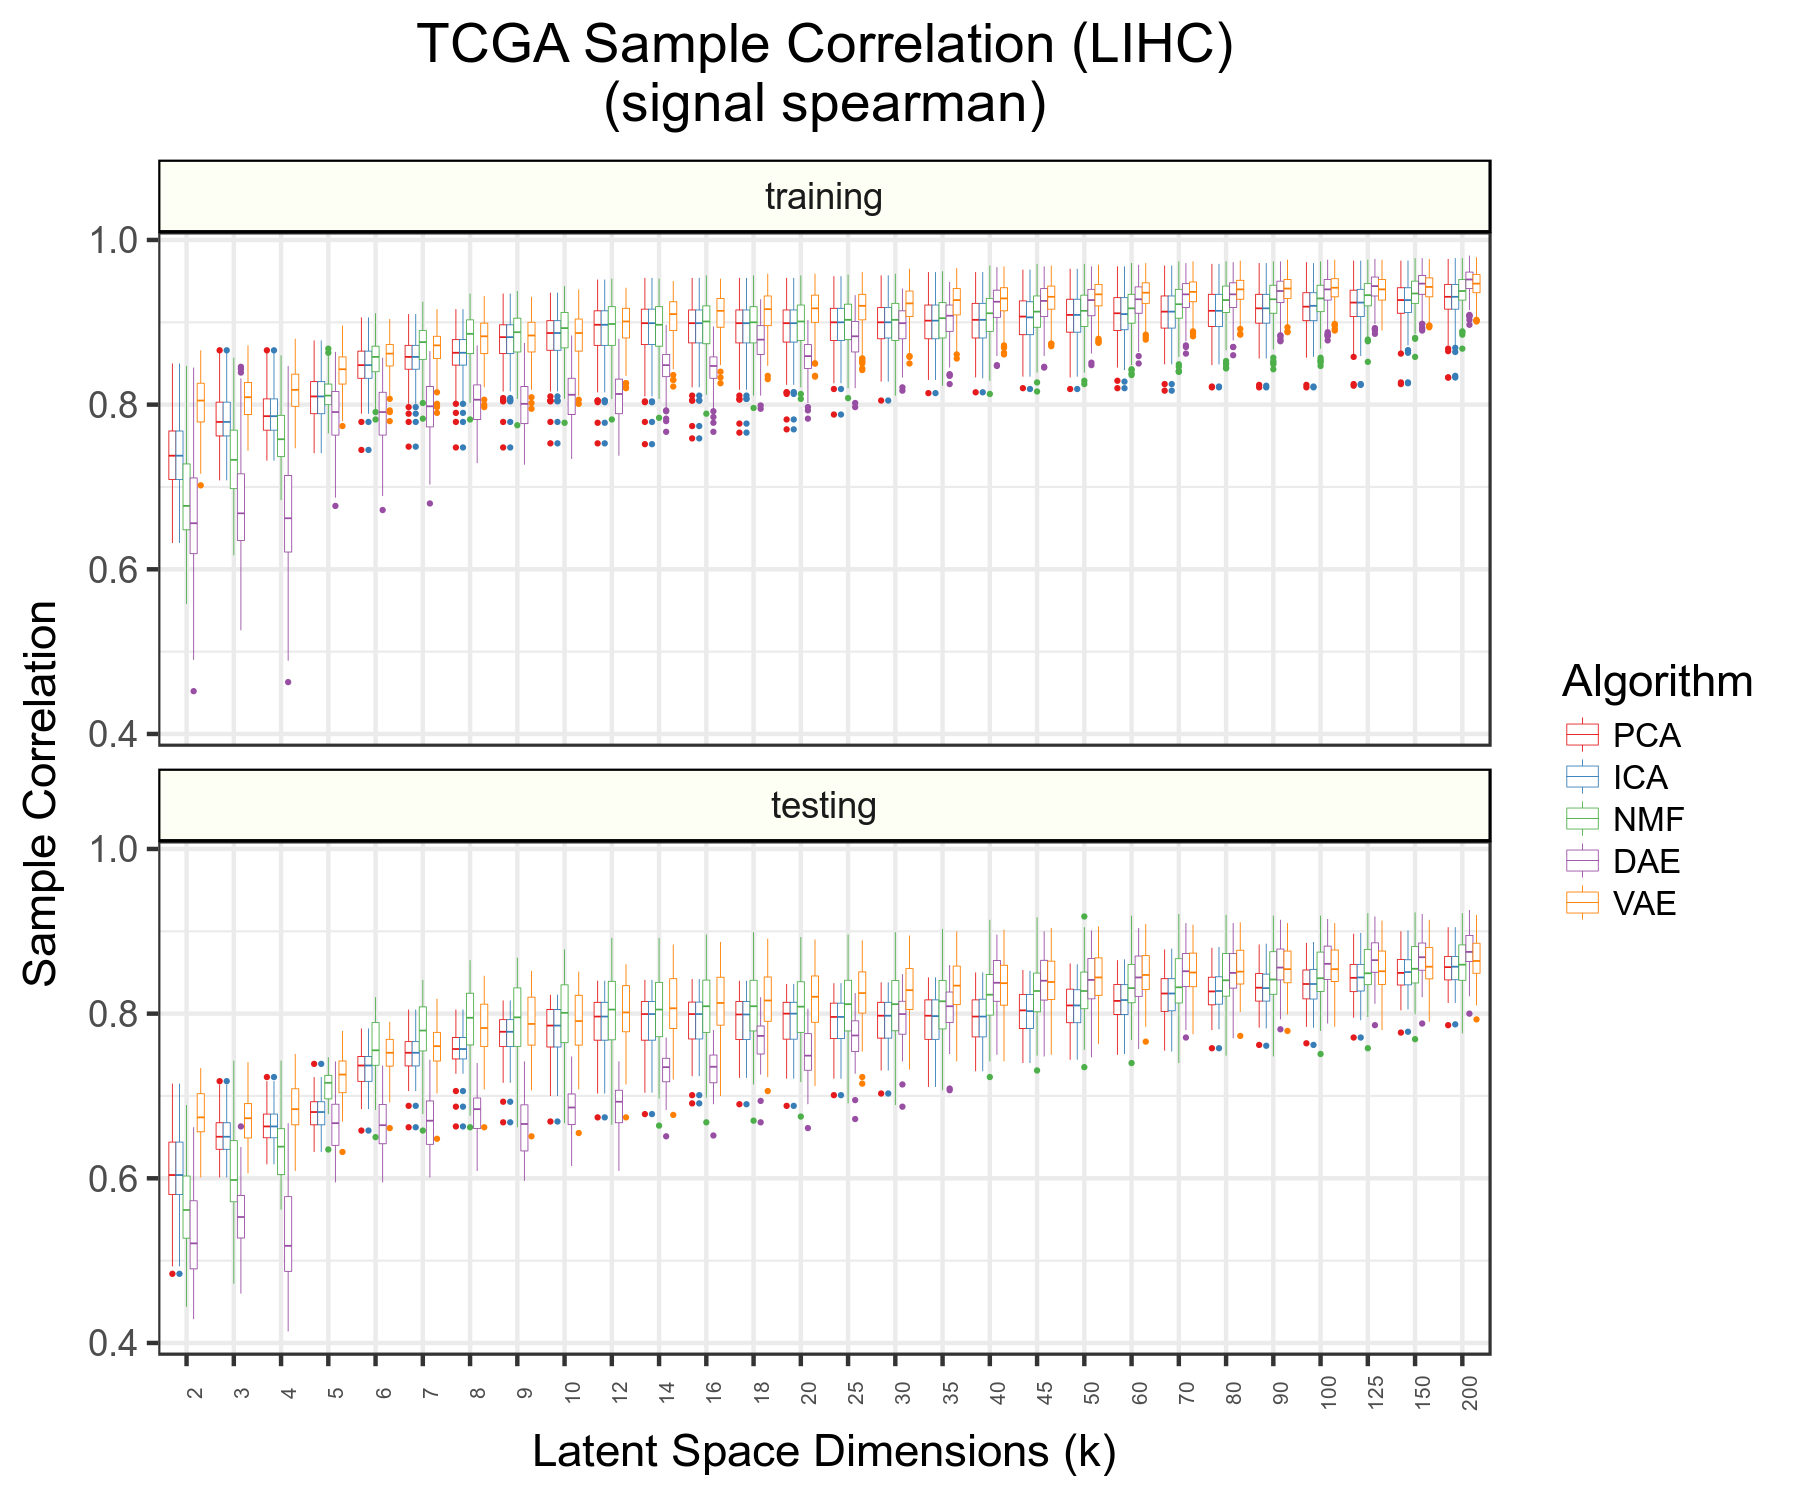 TCGA Sample Correlation (LIHC)
(signal spearman)
training
1.0
0.8
0.6
0.4
testing
1.0
0.8
0.6
0.4
Sample Correlation
2 3 4 5 6 7 8 9 10 12 14 16 18 20 25 30 35 40 45 50 60 70 80 90 100 125 150 200
Latent Space Dimensions (k)
Algorithm
PCA
ICA
NMF
DAE
VAE